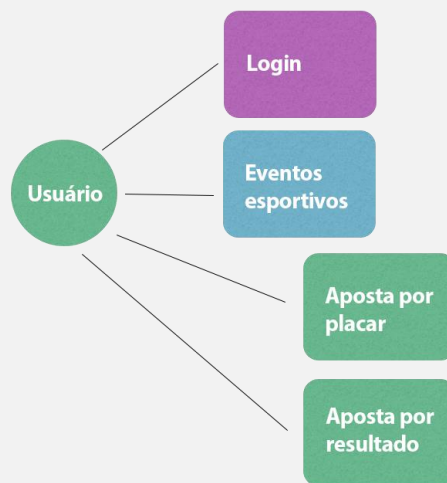 Login
Usuário
Eventos
esportivos
Aposta por
placar
Aposta por
resultado